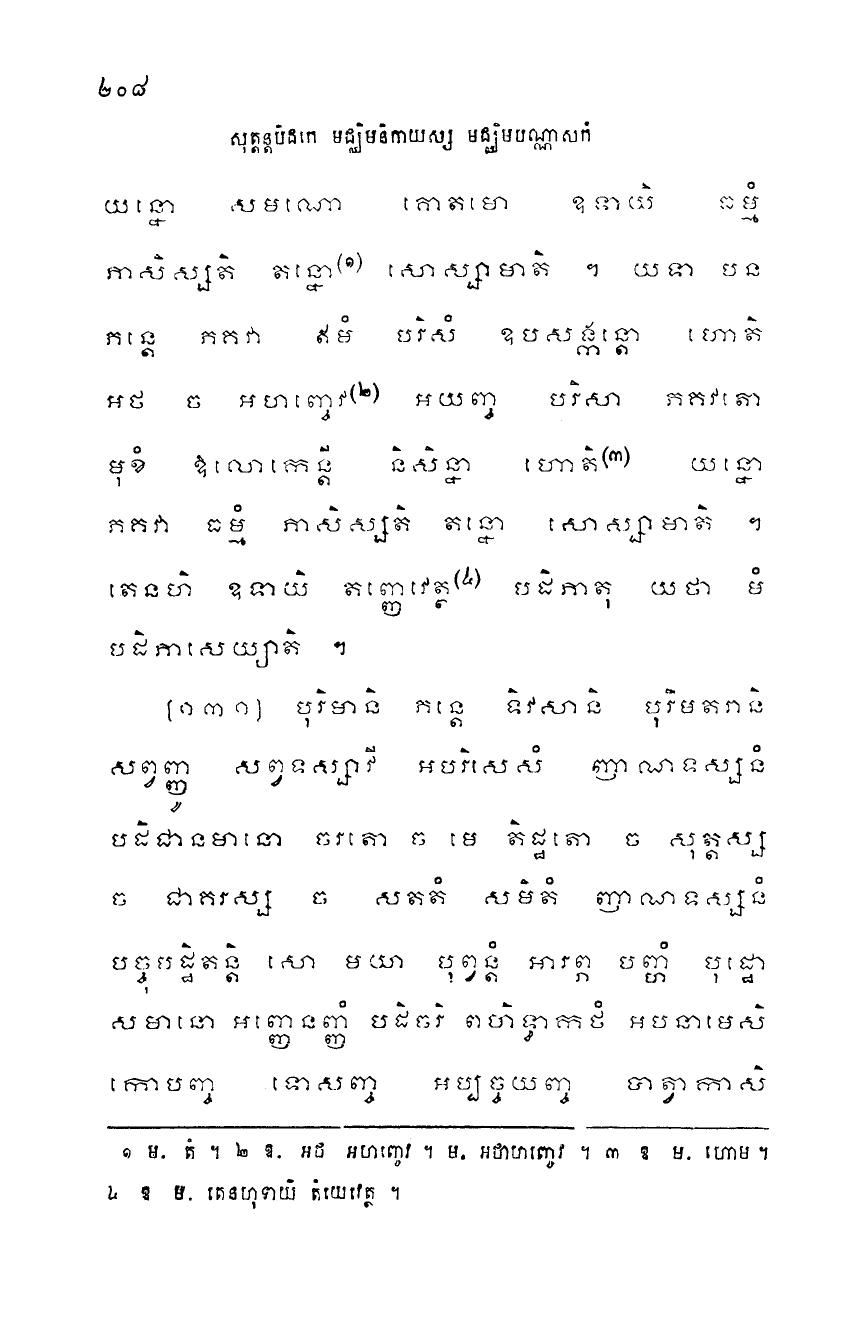 ២០៨
សុត្តន្តបិដកេ មជ្ឈិមនិកាយស្ស មជ្ឈិមបណ្ណាសកំ
យន្នោ សមណោ គោតមោ ឧទាយិ ធម្មំ
ភាសិស្សតិ តន្នោ(១) សោស្សាមាតិ ។ យទា បន
ភន្តេ ភគវា ឥមំ បរិសំ ឧបសង្កន្តោ ហោតិ
អថ ច អហញ្ចេវ(២) អយញ្ច បរិសា ភគវតោ
មុខំ ឱលោកេន្តី និសិន្នា ហោតិ(៣) យន្នោ
ភគវា ធម្មំ ភាសិស្សតិ តន្នោ សោស្សាមាតិ ។
តេនហិ ឧទាយិ តញ្ញេវេត្ថ(៤) បដិភាតុ យថា មំ
បដិភាសេយ្យាតិ ។
[១៣១] បុរិមានិ ភន្តេ ទិវសានិ បុរិមតរានិ
សព្វញ្ញូ សព្វទស្សាវី អបរិសេសំ ញាណទស្សនំ
បដិជានមានោ ចរតោ ច មេ តិដ្ឋតោ ច សុត្តស្ស
ច ជាគរស្ស ច សតតំ សមិតំ ញាណទស្សនំ
បច្ចុបដ្ឋិតន្តិ សោ មយា បុព្វន្តំ អារព្ភ បញ្ហំ បុដ្ឋោ
សមានោ អញ្ញេនញ្ញំ បដិចរិ ពហិទ្ធាកថំ អបនាមេសិ
កោបញ្ច ទោសញ្ច អប្បច្ចយញ្ច បាត្វាកាសិ
១ ម. តំ ។ ២ ឱ. អថ អហញ្ចេវ ។ ម. អថាហញ្ចេវ ។ ៣ ឱ ម. ហោម ។
៤ ឱ ម. តេនហុទាយិ តំយេវេត្ថ ។